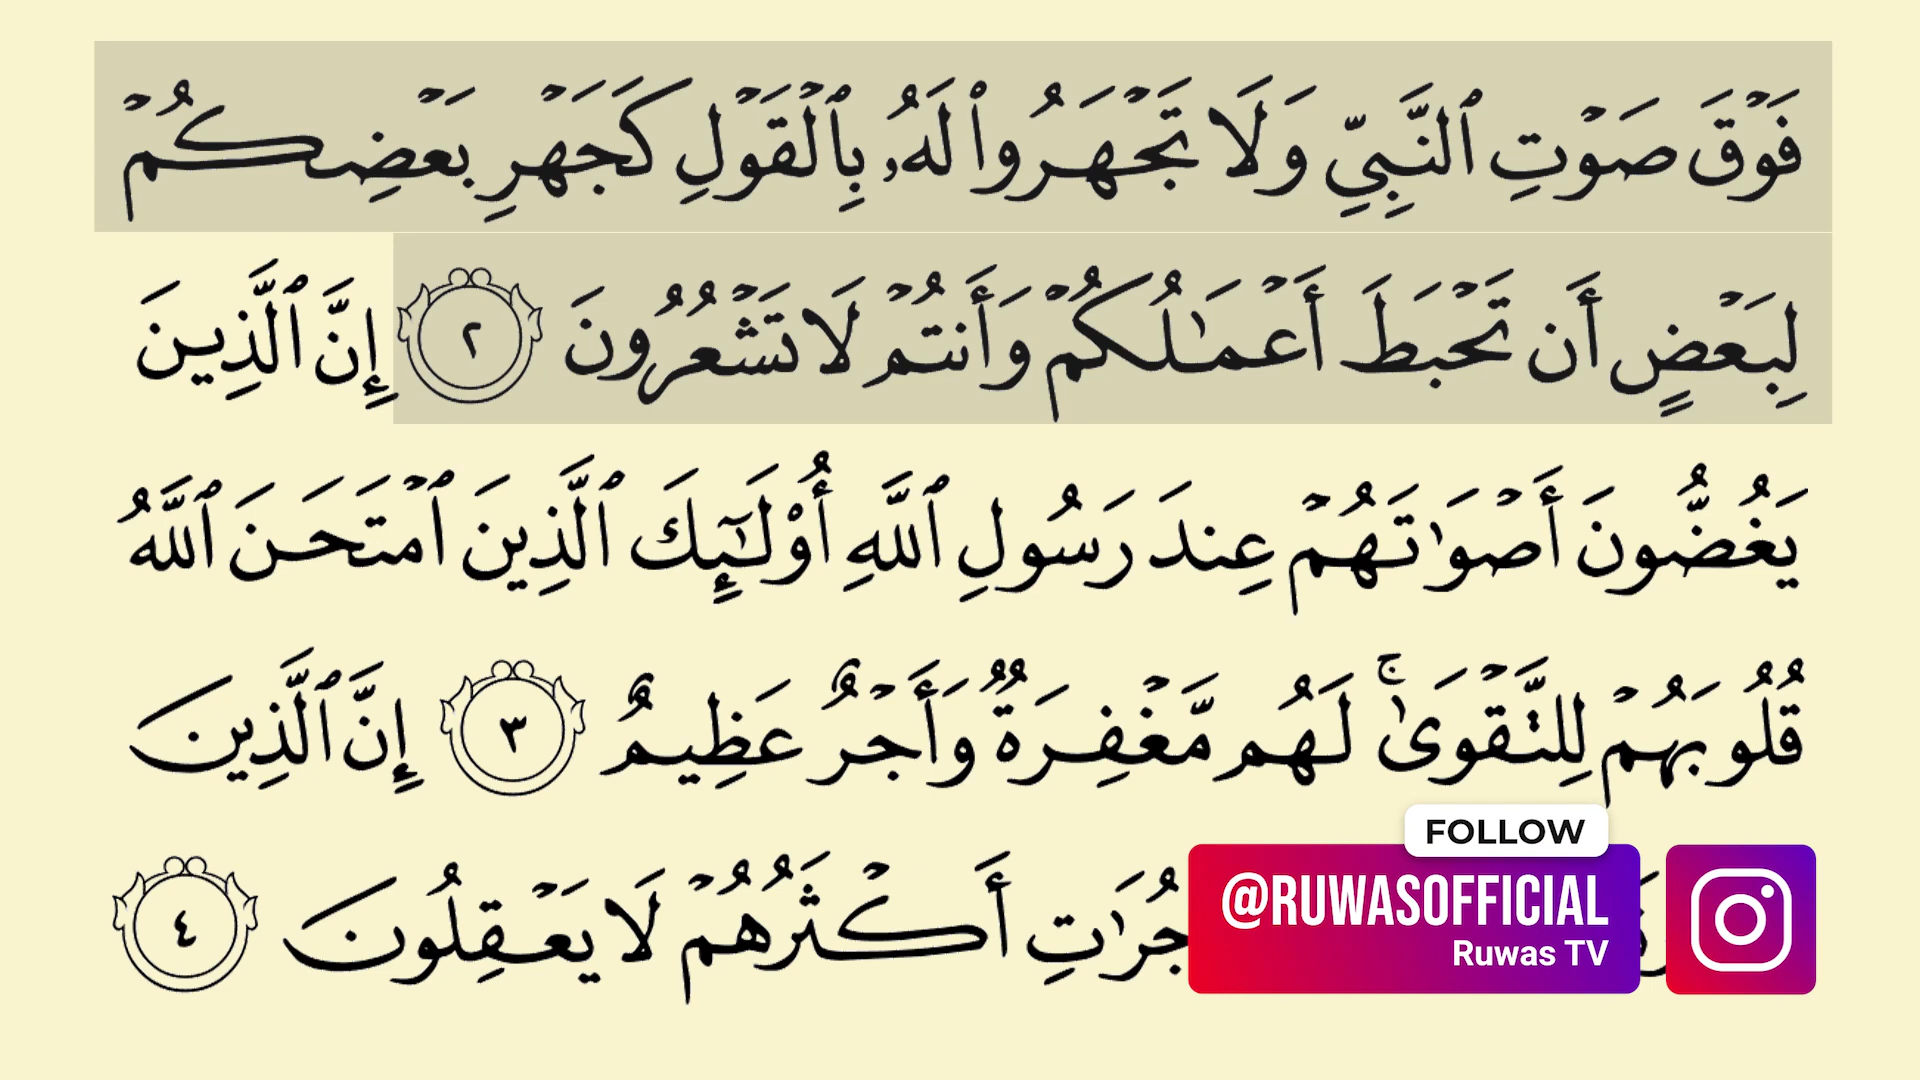 فَوۡقَ صَوۡتِ ٱلنَّبِيِّ وَلَا تَجۡهَرُواْ لَهُۥ بِٱلۡقَوۡلِ كَجَهۡرِ بَعۡضِكُمۡ
لِبَعۡضٍ أَن تَحۡبَطَ أَعۡمَٰلُكُمۡ وَأَنتُمۡ لَا تَشۡعُرُونَ ٢ إِنَّ ٱلَّذِينَ
يَغُضُّونَ أَصۡوَٰتَهُمۡ عِندَ رَسُولِ ٱللَّهِ أُوْلَٰٓئِكَ ٱلَّذِينَ ٱمۡتَحَنَ ٱللَّهُ
قُلُوبَهُمۡ لِلتَّقۡوَىٰۚ لَهُم مَّغۡفِرَةٞ وَأَجۡرٌ عَظِيمٌ ٣ إِنَّ ٱلَّذِينَ
أَكۡثَرُهُمۡ لَا يَعۡقِلُونَ ٤
FOLLOW
@RUWASOFFICIAL
Ruwas TV